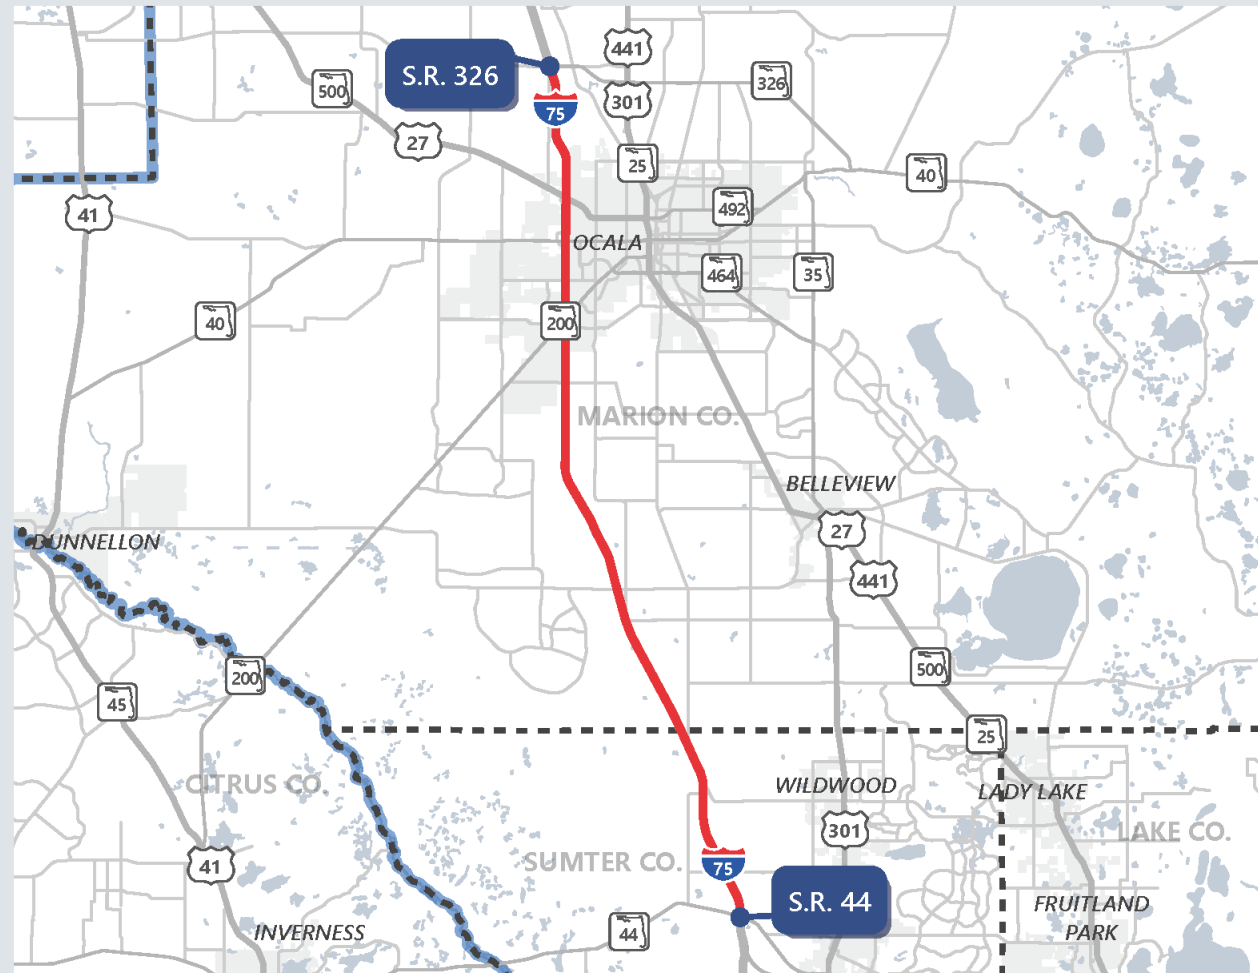 441
S.R. 326
500
326
301
75
27
25
40
492
41
OCALA
464
35
40
200
MARION CO.
BELLEVIEW
27
DUNNELLON
441
500
200
45
25
CITRUS CO.
WILDWOOD
LADY LAKE
301
LAKE CO.
SUMTER CO.
75
41
S.R. 44
FRUITLAND
PARK
44
INVERNESS